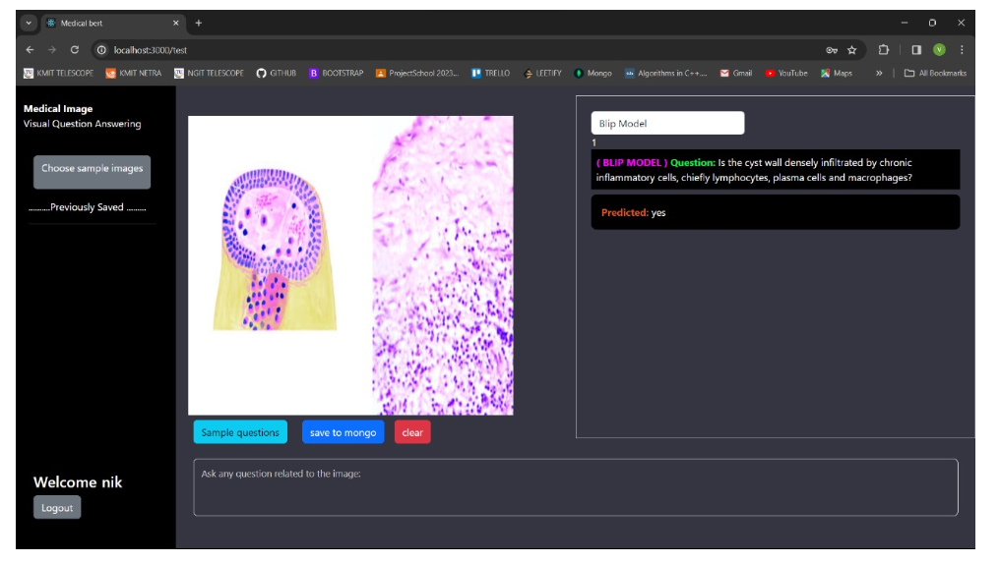 Medical bert
localhost:3000/test
KMIT TELESCOPE KMIT NETRA NGIT TELESCOPE GITHUB BOOTSTRAP ProjectSchool 2023... TRELLO LEETIFY Mongo Algorithms in C++.... Gmail YouTube Maps » All Bookmarks
Medical Image
Visual Question Answering
Choose sample images
..........Previously Saved .........
Blip Model
1
( BLIP MODEL ) Question: Is the cyst wall densely infiltrated by chronic
inflammatory cells, chiefly lymphocytes, plasma cells and macrophages?
Predicted: yes
Sample questions save to mongo clear
Ask any question related to the image:
Welcome nik
Logout